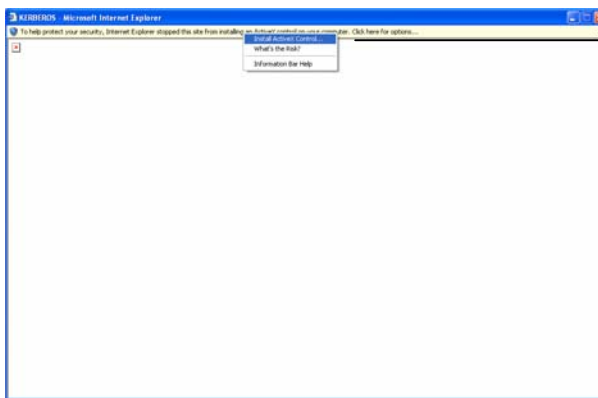 KERBEROS - Microsoft Internet Explorer
To help protect your security, Internet Explorer stopped this site from installing an ActiveX control on your computer. Click here for options...
Install ActiveX Control...
What's the Risk?
Information Bar Help